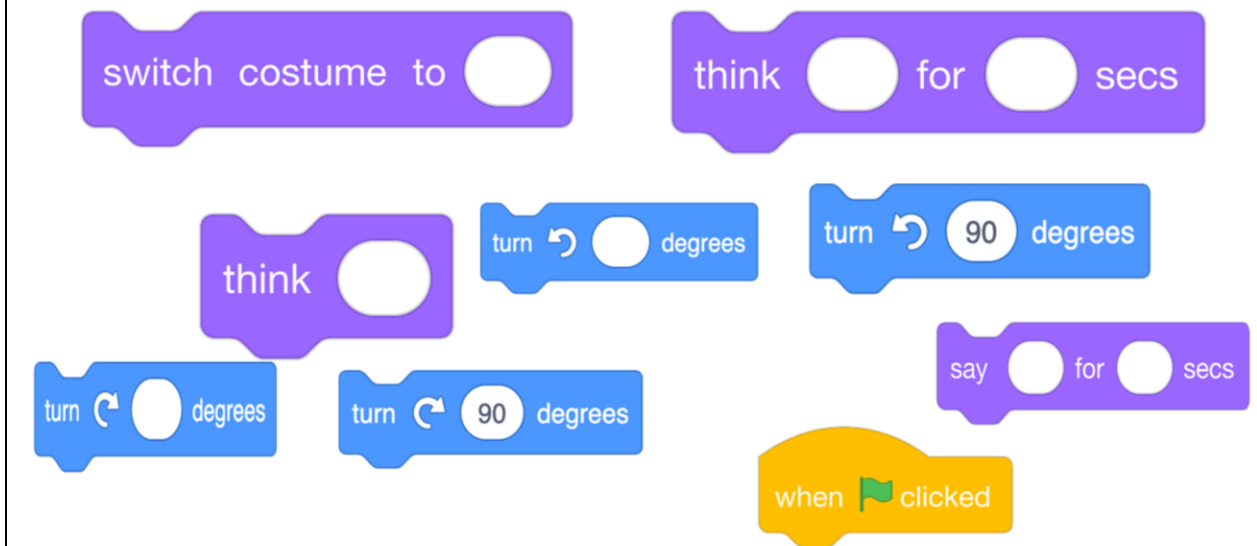 switch costume to
think for secs
turn degrees
turn 90 degrees
think
say for secs
turn degrees
turn 90 degrees
when clicked